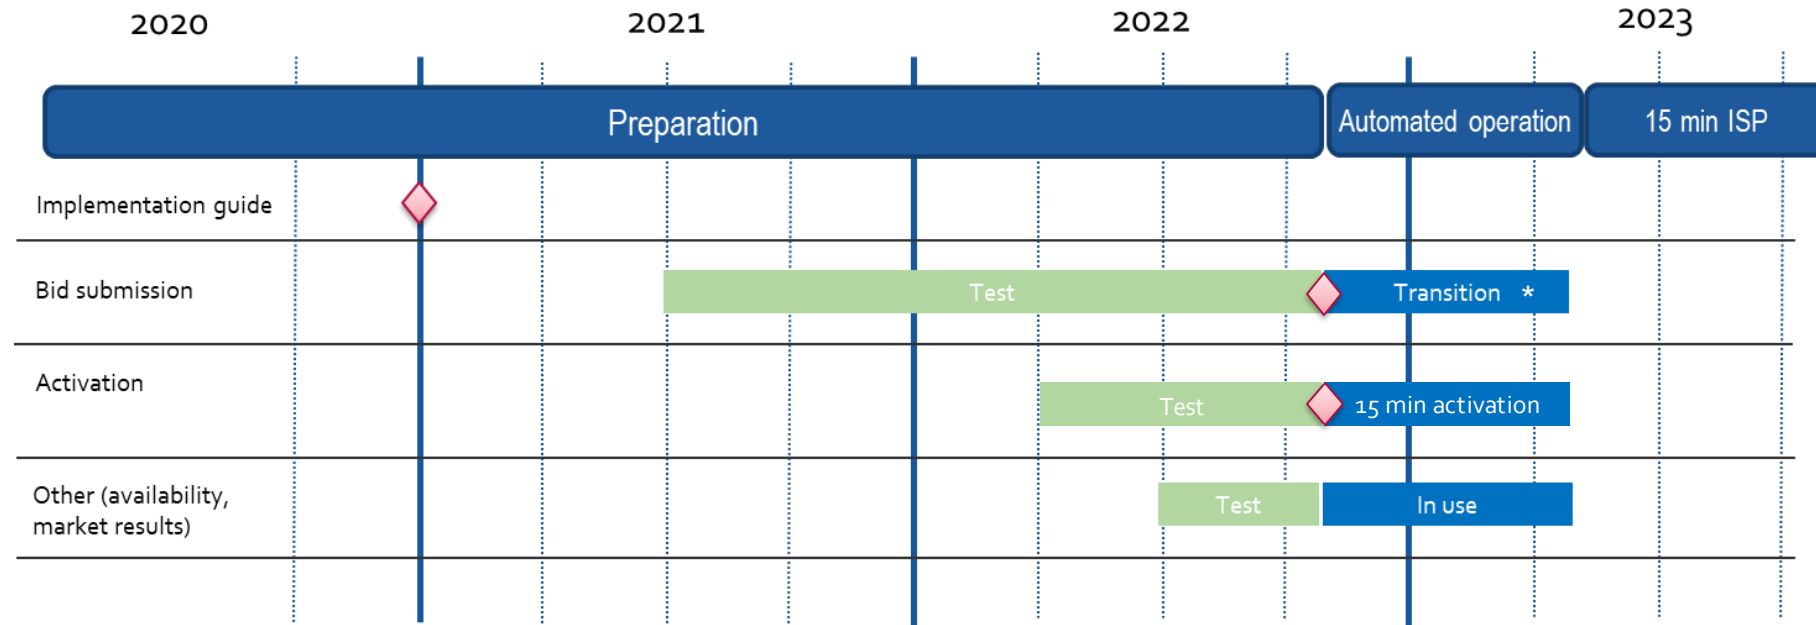 2020 2021 2022 2023
Preparation Automated operation 15 min ISP
Implementation guide
Bid submission Test Transition *
Activation Test 15 min activation
Other (availability,
market results) Test In use